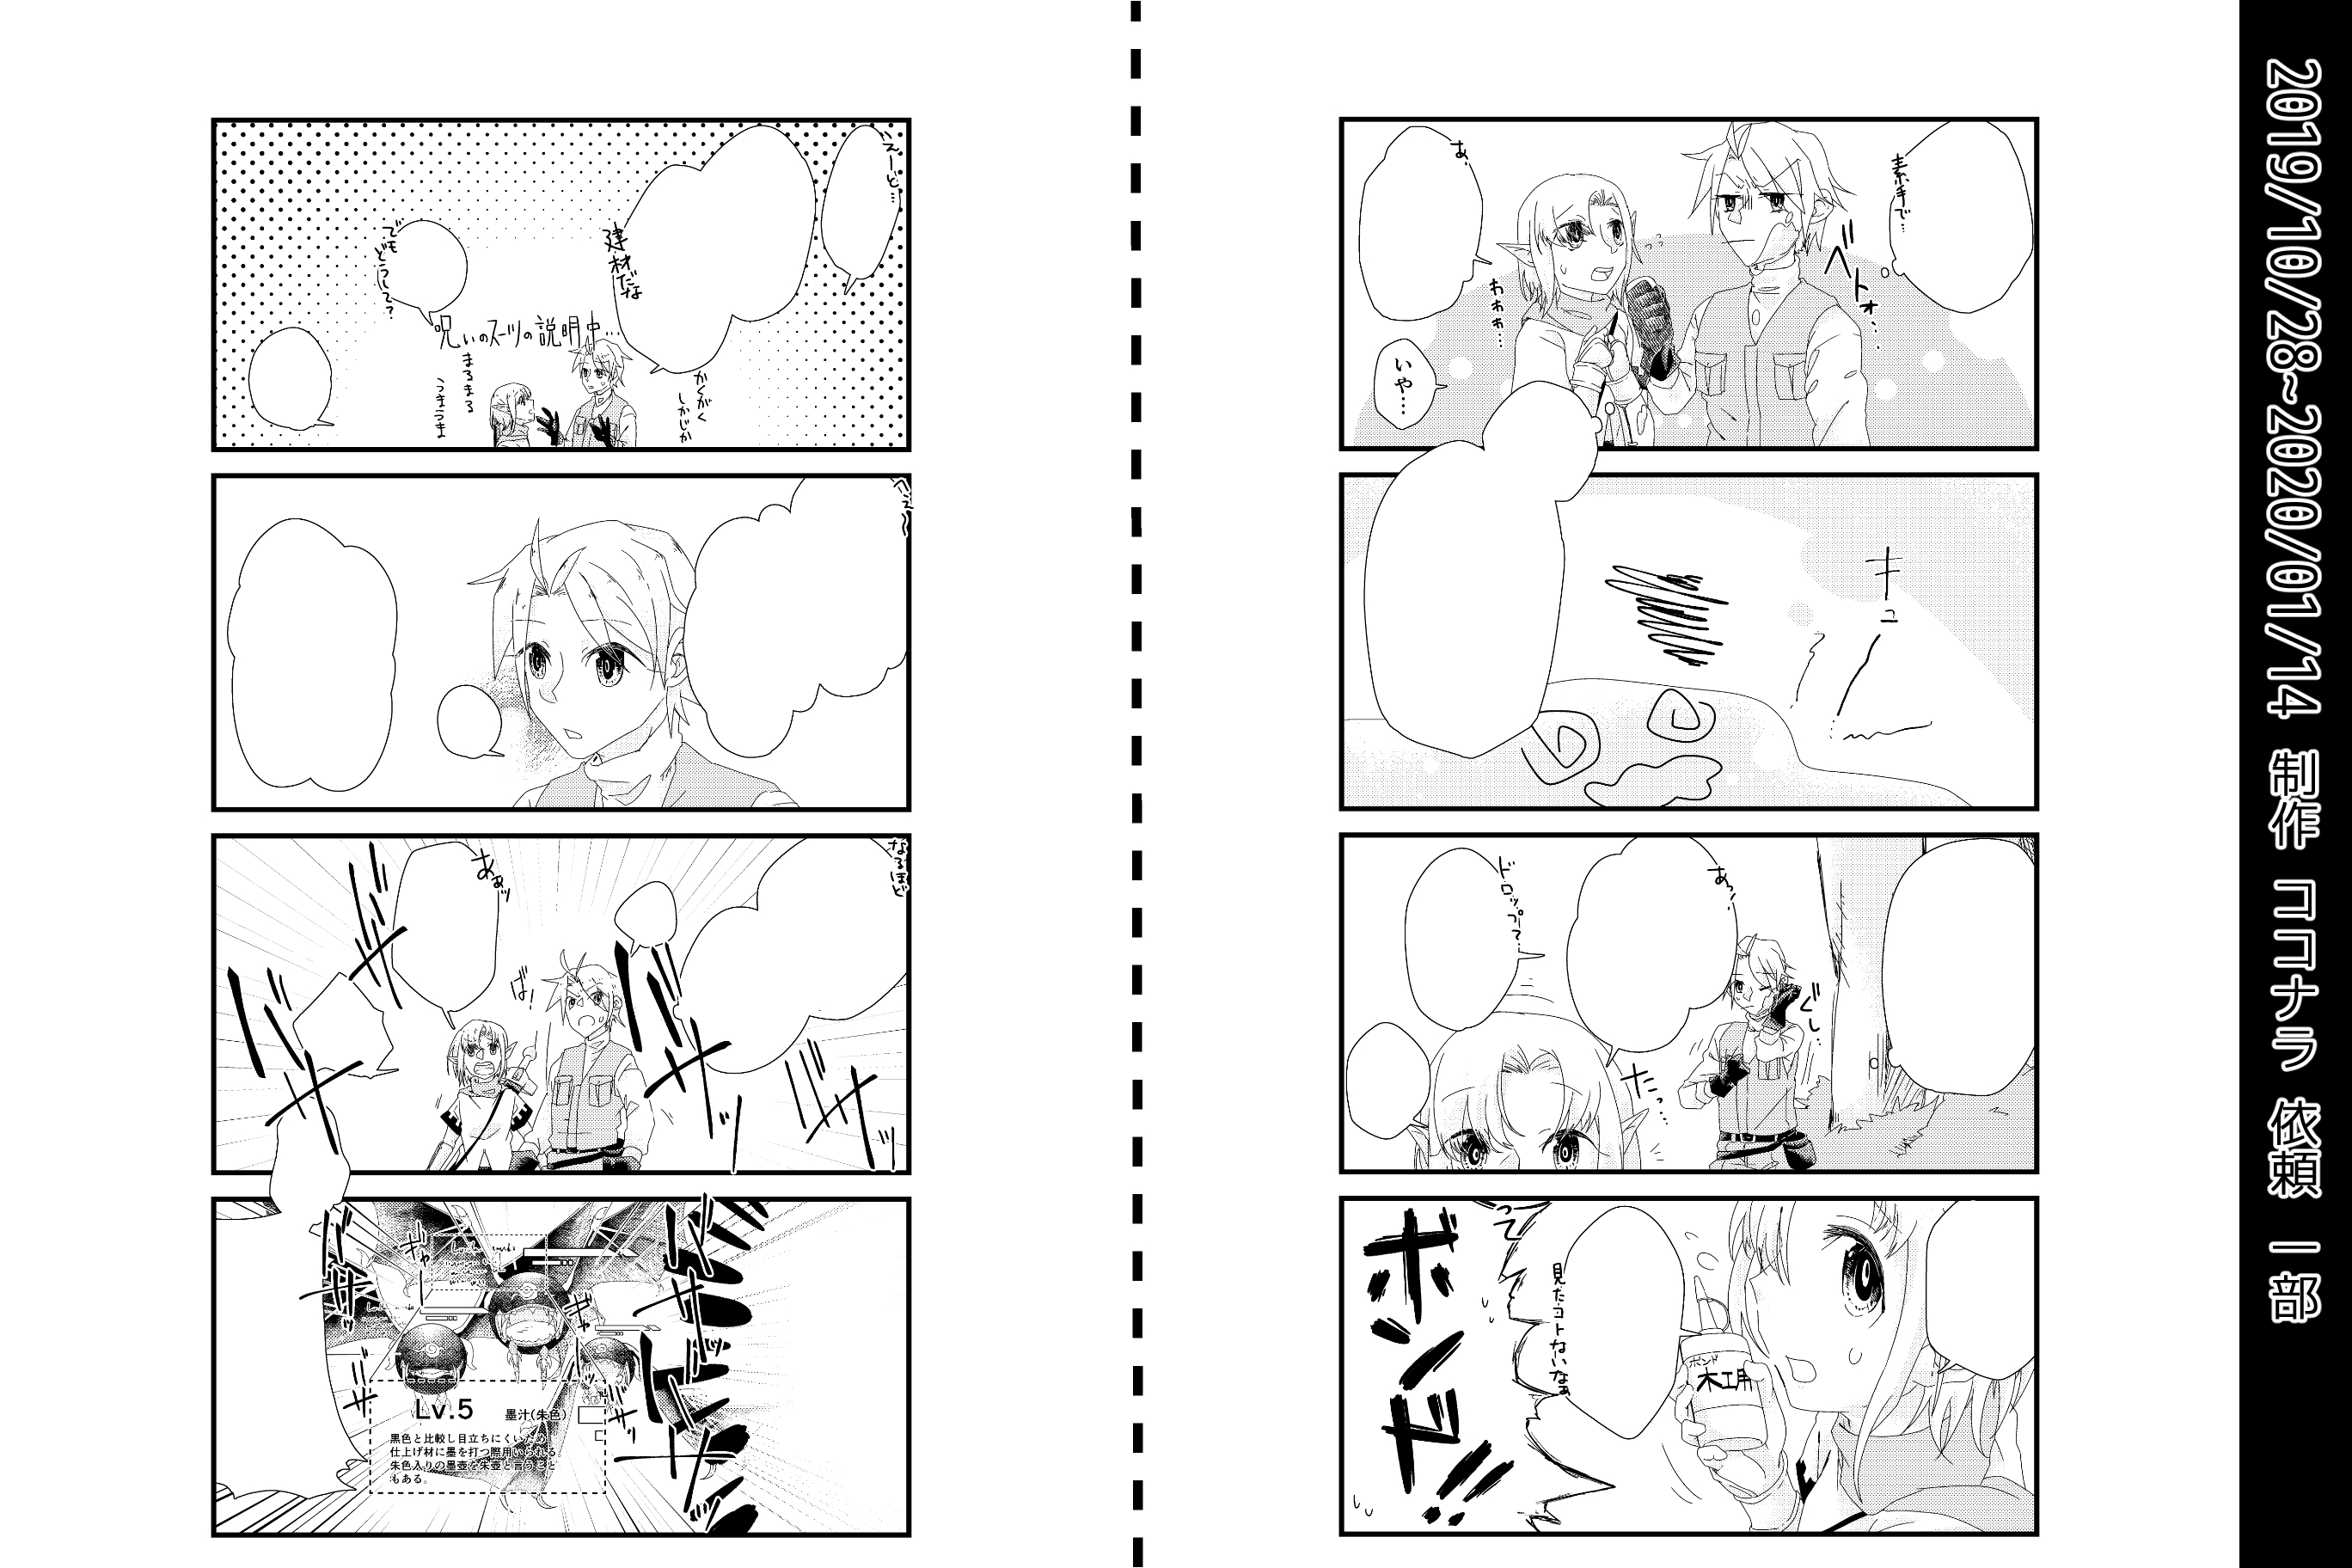 2019/10/28~2020/01/14 制作 ココナラ 依頼 一部
素手で…
ベトォ…
あ、
わわわ…
いや…
キュ
あっ、
ぐし…
ドロップ?
たっ…
見たコトないなぁ
って
ボンド!!
ボンド
木工用
えーと…
建材だな
かくがく
しかじか
呪いのスーツの説明中…
まるまる
うまうま
でも
どうして?
へぇ〜
なるほど
ば!
あぁッ
ギャ
Lv.5
墨汁(朱色)
黒色と比較し目立ちにくいため
仕上げ材に墨を打つ際用いられる。
朱色入りの墨壺を朱壺と言うこと
もある。